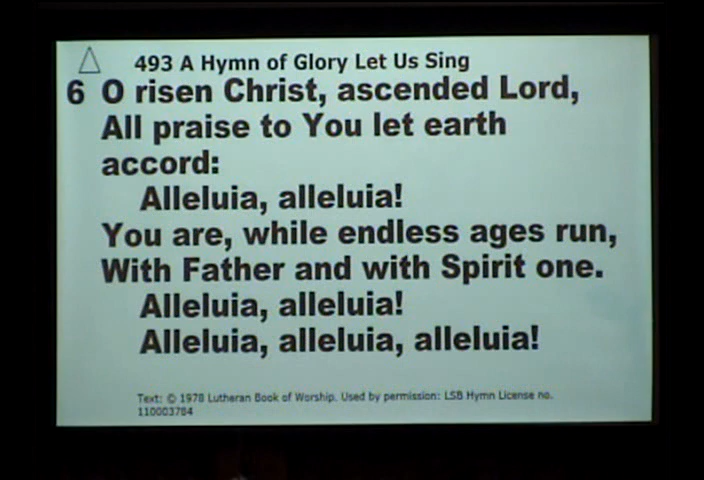 493 A Hymn of Glory Let Us Sing
6 O risen Christ, ascended Lord,
All praise to You let earth
accord:
Alleluia, alleluia!
You are, while endless ages run,
With Father and with Spirit one.
Alleluia, alleluia!
Alleluia, alleluia, alleluia!
Text: © 1978 Lutheran Book of Worship. Used by permission: LSB Hymn License no.
110003784